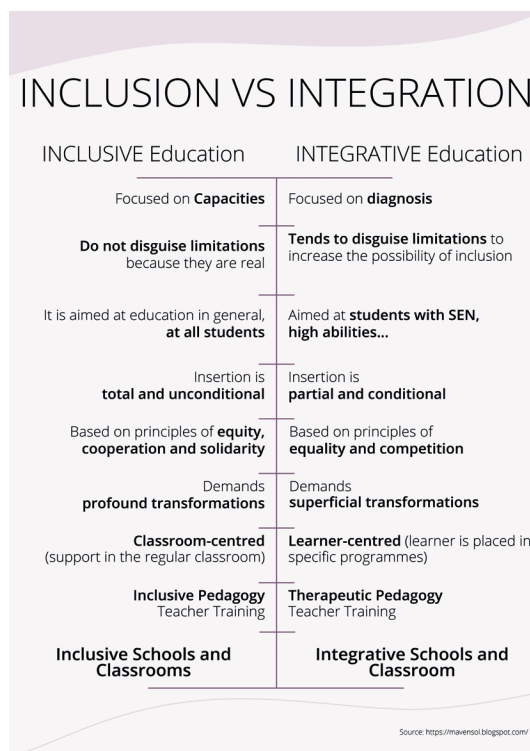 INCLUSION VS INTEGRATION
INCLUSIVE Education
INTEGRATIVE Education
Focused on Capacities
Focused on diagnosis
Do not disguise limitations
because they are real
Tends to disguise limitations to
increase the possibility of inclusion
It is aimed at education in general,
at all students
Aimed at students with SEN,
high abilities...
Insertion is
total and unconditional
Insertion is
partial and conditional
Based on principles of equity,
cooperation and solidarity
Based on principles of
equality and competition
Demands
profound transformations
Demands
superficial transformations
Classroom-centred
(support in the regular classroom)
Learner-centred (learner is placed in
specific programmes)
Inclusive Pedagogy
Teacher Training
Therapeutic Pedagogy
Teacher Training
Inclusive Schools and
Classrooms
Integrative Schools and
Classroom
Source: https://mavensol.blogspot.com/